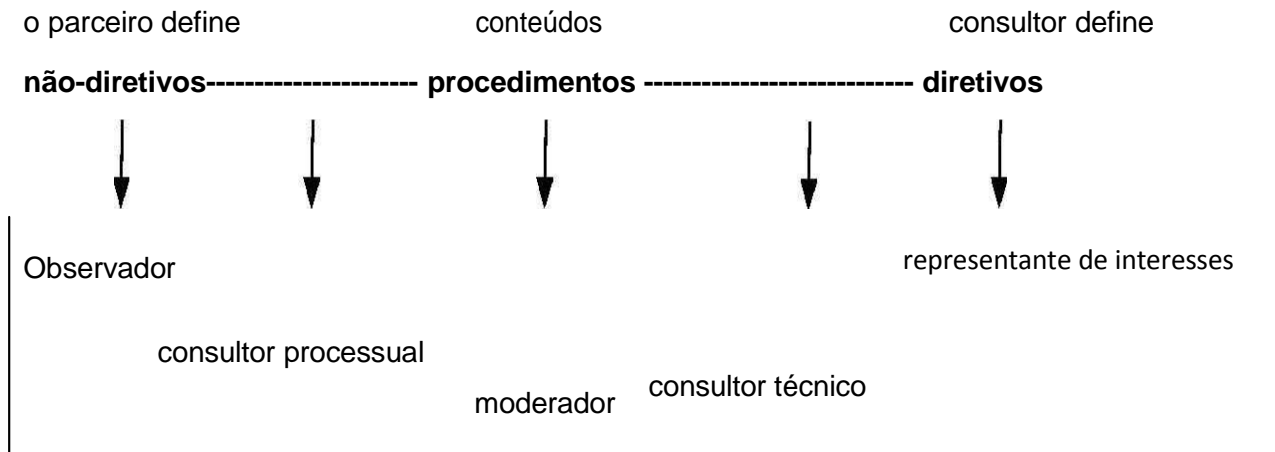 o parceiro define conteúdos consultor define
não-diretivos---------------------- procedimentos ---------------------------- diretivos
Observador representante de interesses
consultor processual
moderador consultor técnico